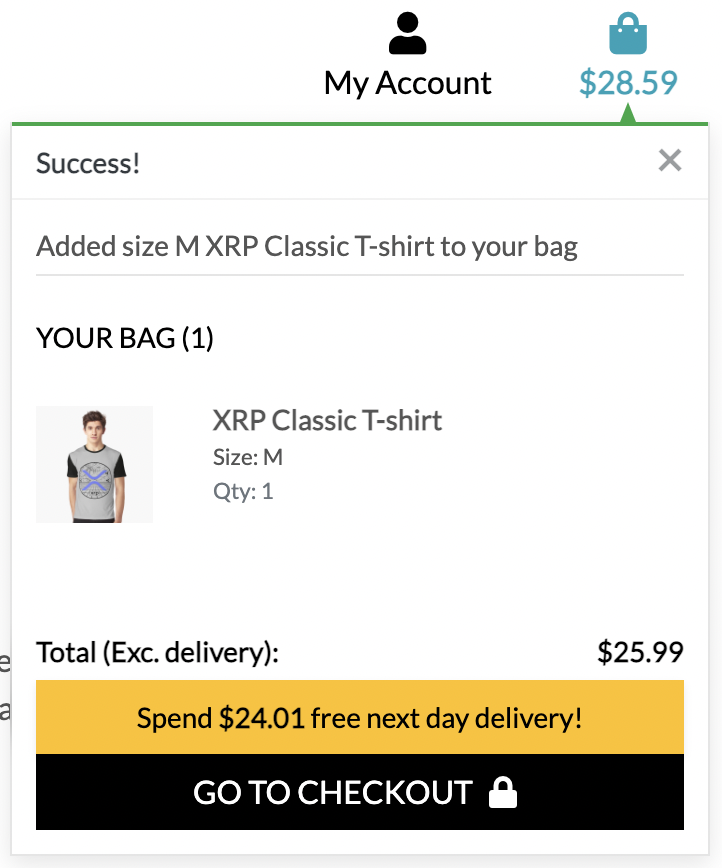 My Account
$28.59
Success!
Added size M XRP Classic T-shirt to your bag
YOUR BAG (1)
XRP Classic T-shirt
Size: M
Qty: 1
Total (Exc. delivery):
$25.99
Spend $24.01 free next day delivery!
GO TO CHECKOUT